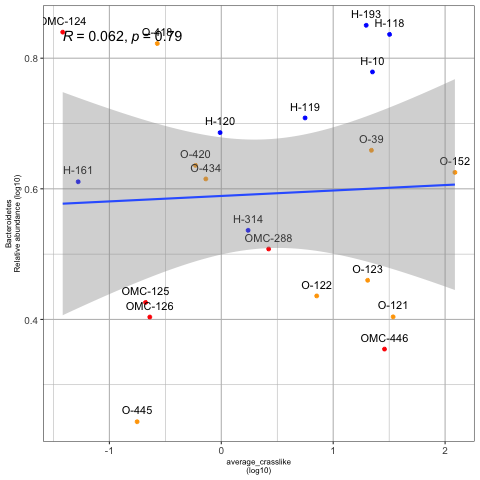 H-193
OMC-124
H-118
O-418
R = 0.062, p = 0.79
0.8
H-10
H-119
H-120
O-39
O-420
O-152
H-161
O-434
0.6
H-314
OMC-288
O-123
O-122
OMC-125
OMC-126
O-121
0.4
OMC-446
O-445
Bacterodetes
Relative abundance (log10)
-1
0
1
2
average_crasslike
(log10)